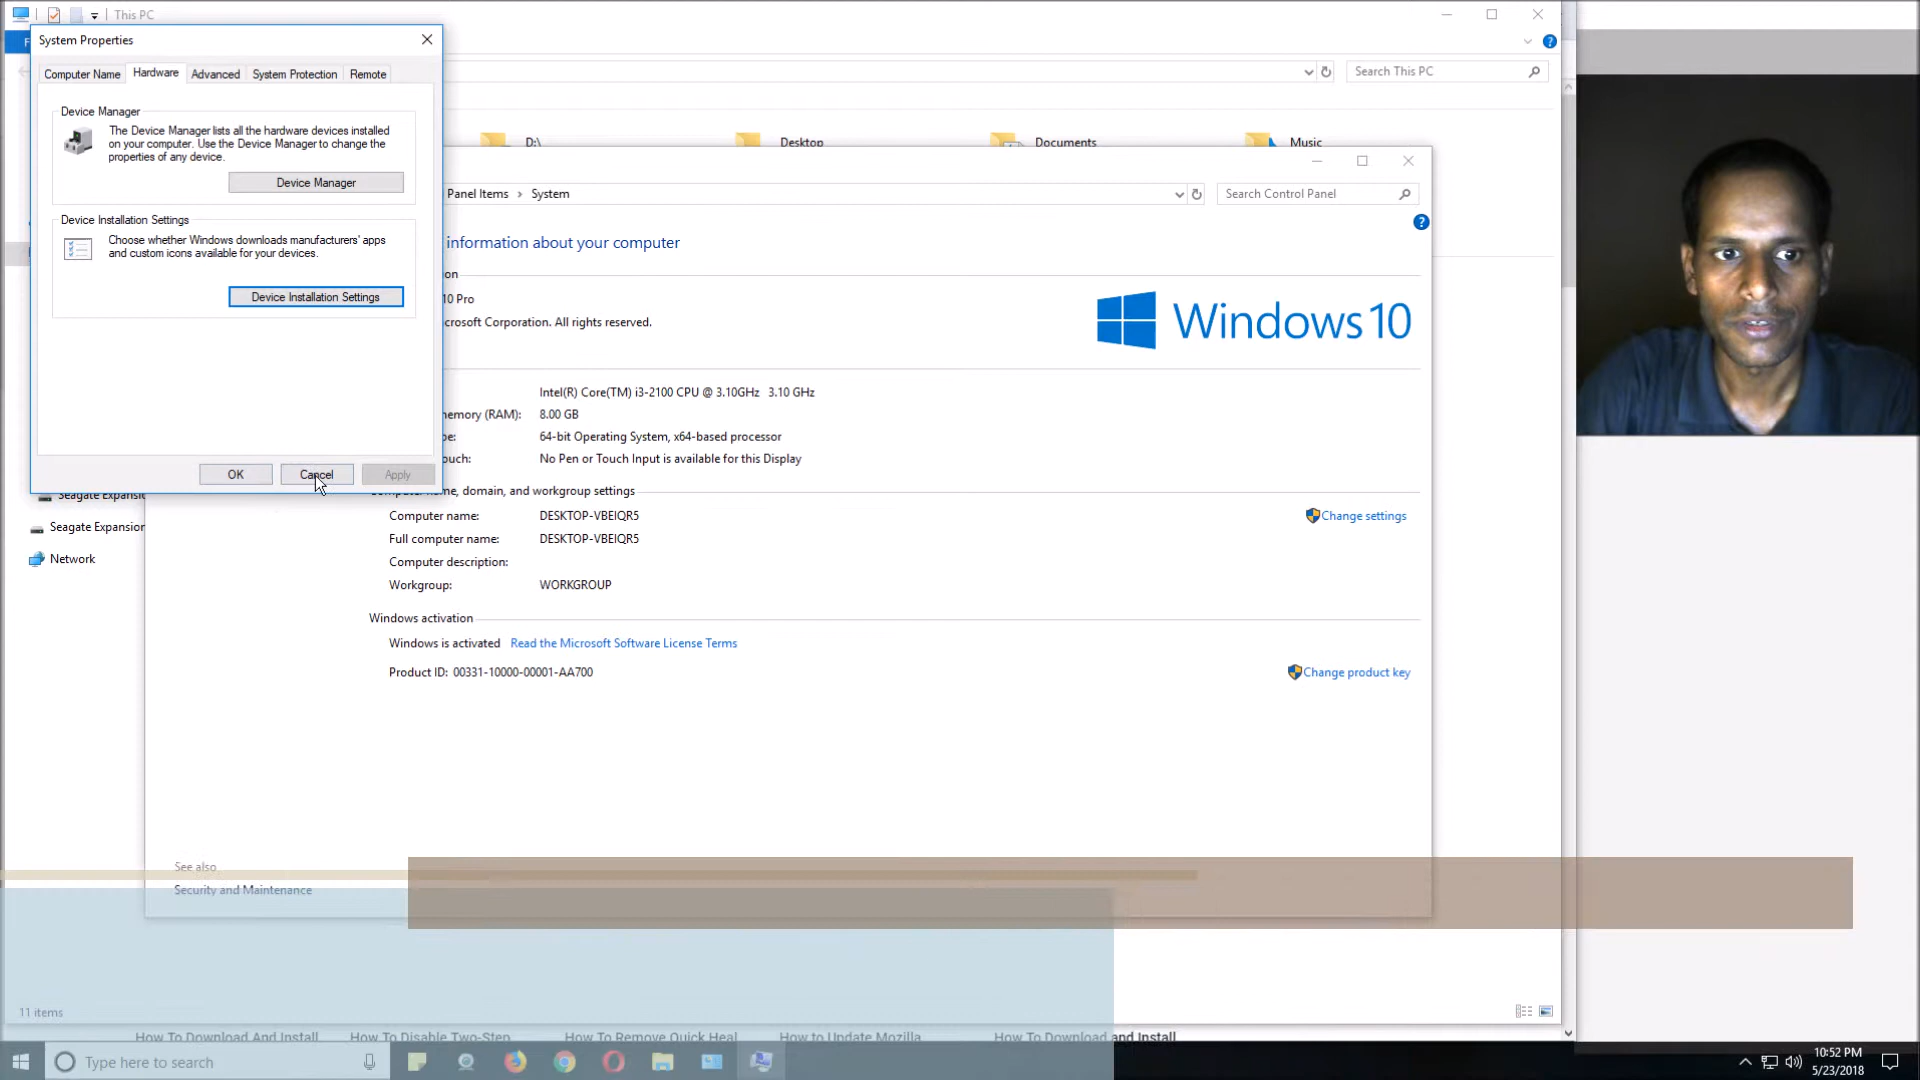 This PC
System Properties
Computer Name Hardware Advanced System Protection Remote
Search This PC
Device Manager
The Device Manager lists all the hardware devices installed
on your computer. Use the Device Manager to change the
properties of any device.
Device Manager
Device Installation Settings
Choose whether Windows downloads manufacturers' apps
and custom icons available for your devices.
Device Installation Settings
OK Cancel Apply
D:\ Desktop Documents Music
Panel Items › System
Search Control Panel
information about your computer
10 Pro
crosoft Corporation. All rights reserved.
Windows 10
Intel(R) Core(TM) i3-2100 CPU @ 3.10GHz 3.10 GHz
emory (RAM): 8.00 GB
pe: 64-bit Operating System, x64-based processor
ouch: No Pen or Touch Input is available for this Display
name, domain, and workgroup settings
Computer name: DESKTOP-VBEIQR5
Change settings
Full computer name: DESKTOP-VBEIQR5
Computer description:
Workgroup: WORKGROUP
Windows activation
Windows is activated Read the Microsoft Software License Terms
Product ID: 00331-10000-00001-AA700
Change product key
Seagate Expansi
Seagate Expansior
Network
See also
Security and Maintenance
11 items
How To Download And Install
How To Disable Two-Step
How To Remove Quick Heal
How to Update Mozilla
How To Download and Install
Type here to search
10:52 PM
5/23/2018